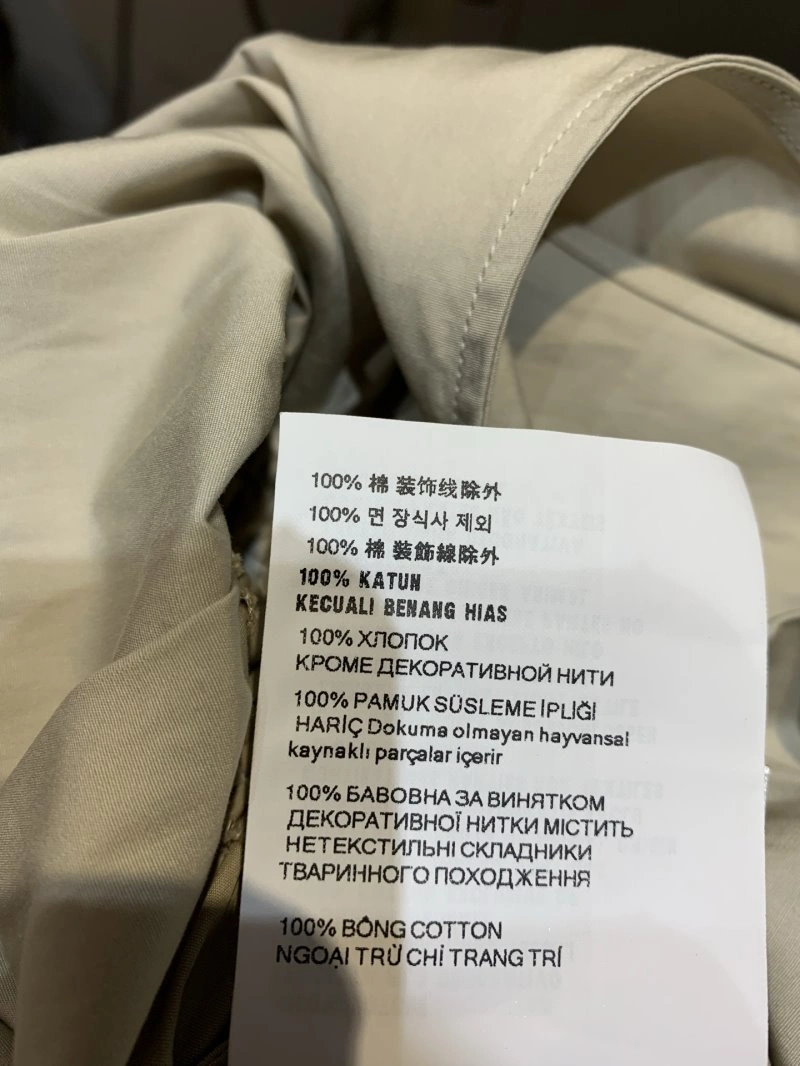 100% 棉 装饰线除外
100% 면 장식사 제외
100% 棉 装飾線除外
100% KATUN
KECUALI BENANG HIAS
100% ХЛОПОК
КРОМЕ ДЕКОРАТИВНОЙ НИТИ
100% PAMUK SÜSLEME İPLİĞİ
HARİÇ Dokuma olmayan hayvansal
kaynaklı parçalar içerir
100% БАВОВНА ЗА ВИНЯТКОМ
ДЕКОРАТИВНОЇ НИТКИ МІСТИТЬ
НЕТЕКСТИЛЬНІ СКЛАДНИКИ
ТВАРИННОГО ПОХОДЖЕННЯ
100% BÔNG COTTON
NGOẠI TRỪ CHỈ TRANG TRÍ